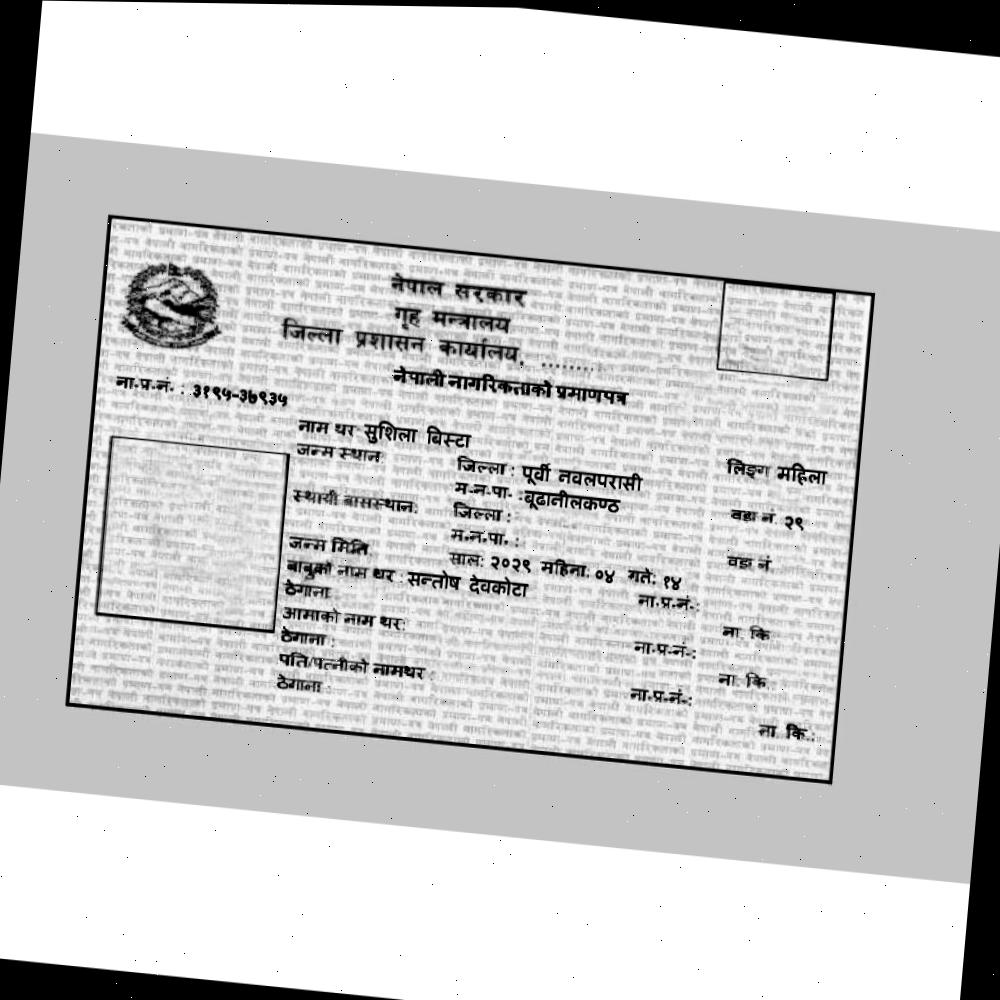 नेपाल सरकार
गृह मन्त्रालय
जिल्ला प्रशासन कार्यालय, ........
नेपाली नागरिकताको प्रमाणपत्र
ना.प्र.नं. : ३१९५-३७९३५
नाम थर सुशिला बिस्टा लिङ्ग महिला
जन्म स्थान: जिल्ला : पूर्वी नवलपरासी
म.न.पा. : बूढानीलकण्ठ वडा नं. २९
स्थायी बासस्थान: जिल्ला :
म.न.पा. : वडा नं.
जन्म मिति साल: २०२९ महिना: ०४ गते: १४
बाबुको नाम थर : सन्तोष देवकोटा ना.प्र.नं.:
ठेगाना : ना. कि.
आमाको नाम थर: ना.प्र.नं.:
ठेगाना : ना. कि.
पति/पत्नीको नामथर : ना.प्र.नं.:
ठेगाना : ना. कि.: